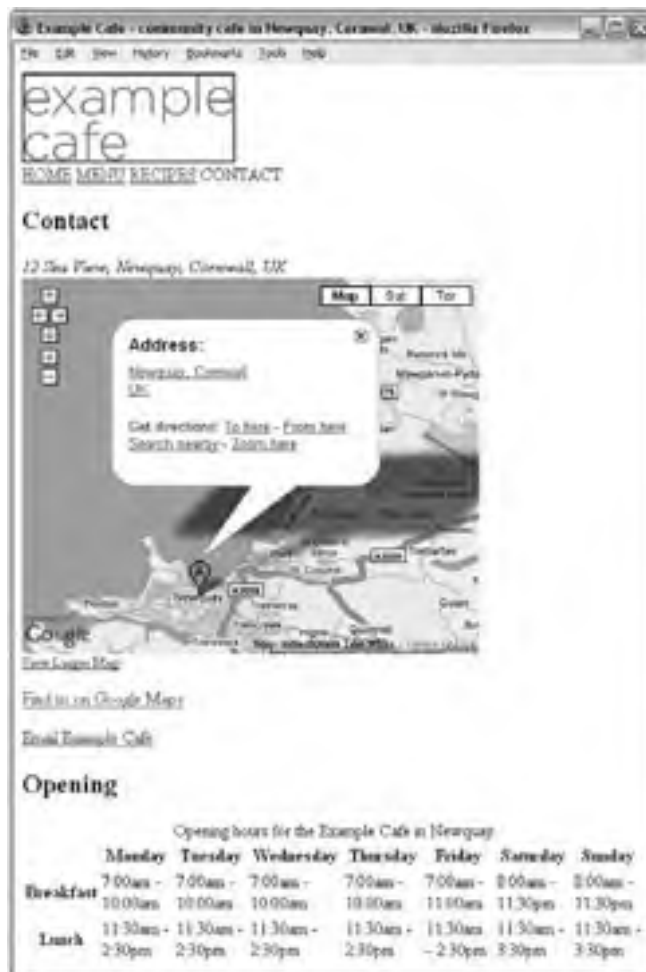 Example Cafe - community cafe in Newquay, Cornwall, UK - Mozilla Firefox
File Edit View History Bookmarks Tools Help
example
cafe
HOME MENU RECIPES CONTACT
Contact
12 Sea View, Newquay, Cornwall, UK
Map Sat Ter
Address:
Newquay, Cornwall
UK
Get directions: To here - From here
Search nearby - Zoom here
Google
View Larger Map
Find us on Google Maps
Email Example Cafe
Opening
Opening hours for the Example Cafe in Newquay
Monday Tuesday Wednesday Thursday Friday Saturday Sunday
Breakfast 7:00am - 7:00am - 7:00am - 7:00am - 7:00am - 8:00am - 8:00am -
10:00am 10:00am 10:00am 10:00am 11:00am 11:30pm 11:30pm
Lunch 11:30am - 11:30am - 11:30am - 11:30am - 11:30am 11:30am - 11:30am -
2:30pm 2:30pm 2:30pm 2:30pm - 2:30pm 3:30pm 3:30pm